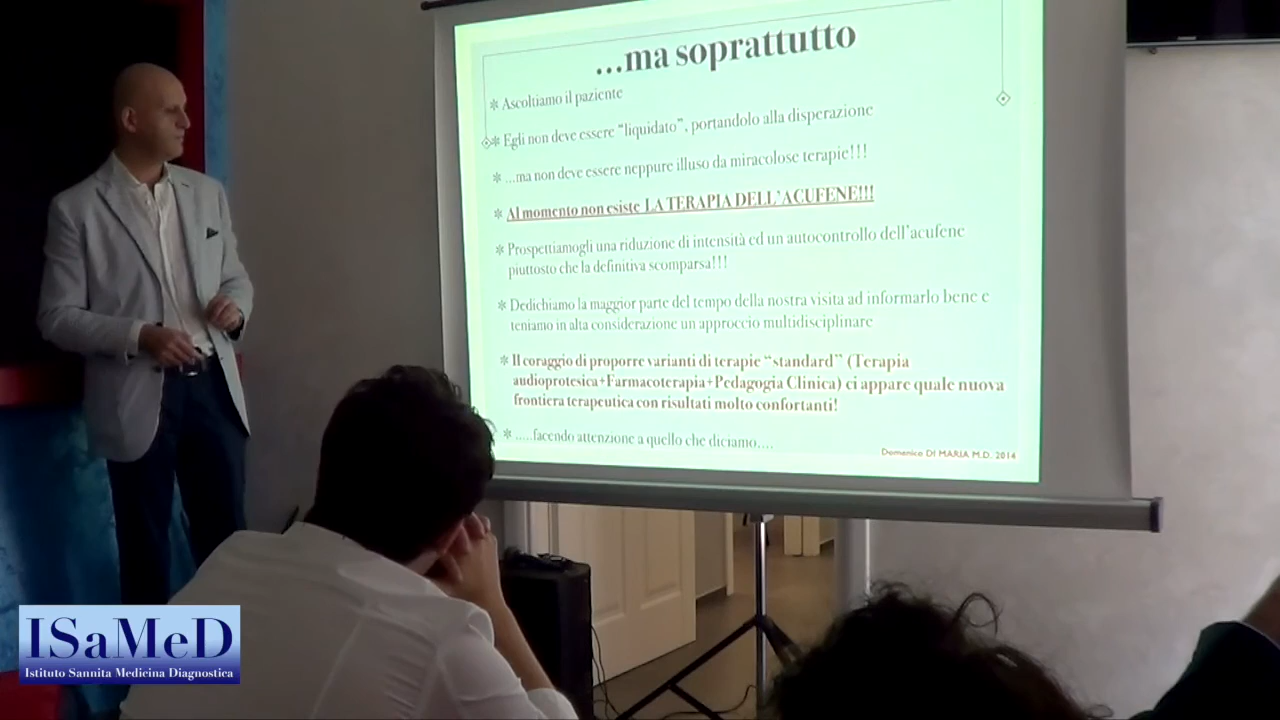 ...ma soprattutto
* Ascoltiamo il paziente
* Egli non deve essere “liquidato”, portandolo alla disperazione
* ...ma non deve essere neppure illuso da miracolose terapie!!!
* Al momento non esiste LA TERAPIA DELL'ACUFENE!!!
* Prospettiamogli una riduzione di intensità ed un autocontrollo dell'acufene
piuttosto che la definitiva scomparsa!!!
* Dedichiamo la maggior parte del tempo della nostra visita ad informarlo bene e
teniamo in alta considerazione un approccio multidisciplinare
* Il coraggio di proporre varianti di terapie “standard” (Terapia
audioprotesica+Farmacoterapia+Pedagogia Clinica) ci appare quale nuova
frontiera terapeutica con risultati molto confortanti!
* .....facendo attenzione a quello che diciamo....
Domenico DI MARIA M.D. 2014
ISaMeD
Istituto Sannita Medicina Diagnostica